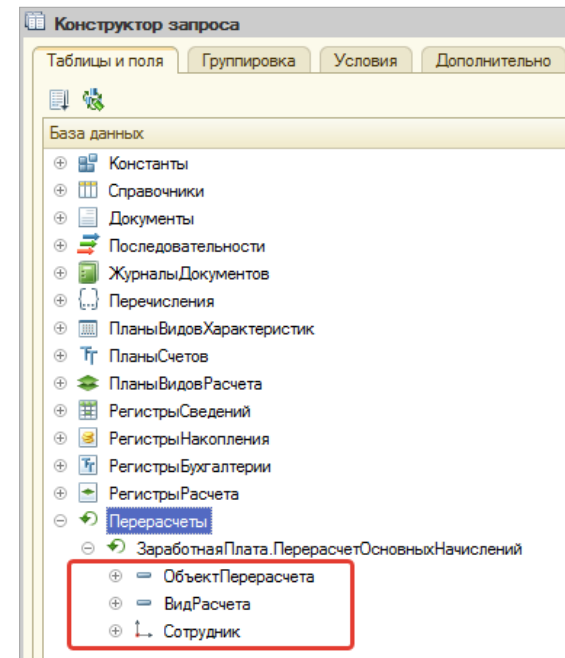 Конструктор запроса
Таблицы и поля Группировка Условия Дополнительно
База данных
Константы
Справочники
Документы
Последовательности
ЖурналыДокументов
Перечисления
ПланыВидовХарактеристик
ПланыСчетов
ПланыВидовРасчета
РегистрыСведений
РегистрыНакопления
РегистрыБухгалтерии
РегистрыРасчета
Перерасчеты
ЗаработнаяПлата.ПерерасчетОсновныхНачислений
ОбъектПерерасчета
ВидРасчета
Сотрудник